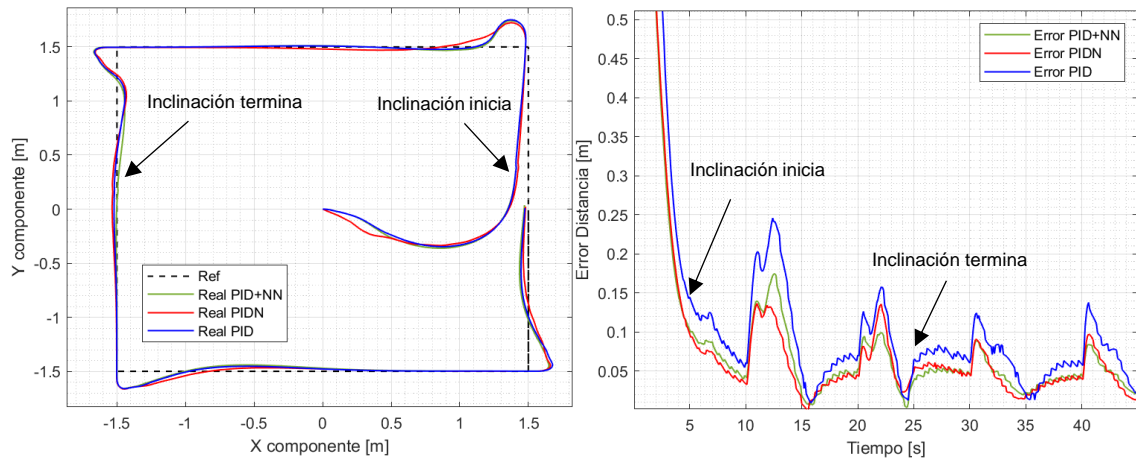 1.5
1
0.5
0
-0.5
-1
-1.5
Y componente [m]
Inclinación termina
Inclinación inicia
Ref
Real PID+NN
Real PIDN
Real PID
-1.5 -1 -0.5 0 0.5 1 1.5
X componente [m]
0.5
0.45
0.4
0.35
0.3
0.25
0.2
0.15
0.1
0.05
Error Distancia [m]
Error PID+NN
Error PIDN
Error PID
Inclinación inicia
Inclinación termina
5 10 15 20 25 30 35 40
Tiempo [s]